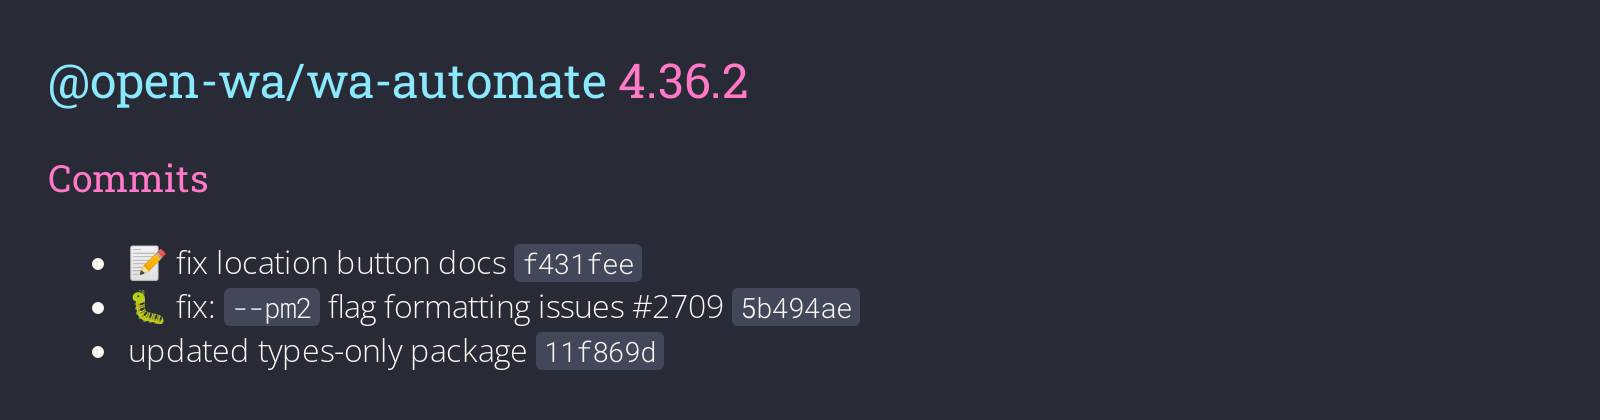 @open-wa/wa-automate 4.36.2
Commits
📝 fix location button docs f431fee
🐛 fix: --pm2 flag formatting issues #2709 5b494ae
updated types-only package 11f869d